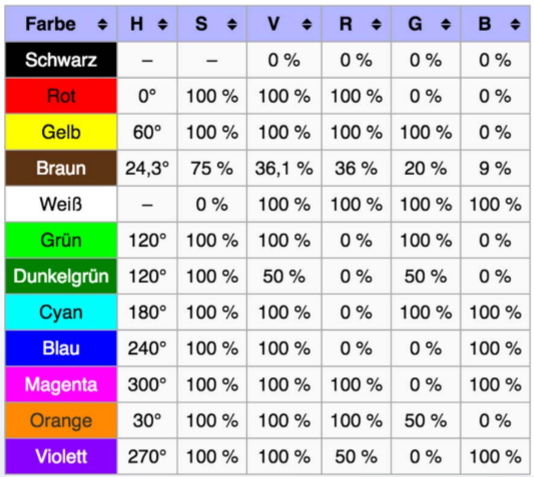 Farbe H S V R G B
Schwarz – – 0 % 0 % 0 % 0 %
Rot 0° 100 % 100 % 100 % 0 % 0 %
Gelb 60° 100 % 100 % 100 % 100 % 0 %
Braun 24,3° 75 % 36,1 % 36 % 20 % 9 %
Weiß – 0 % 100 % 100 % 100 % 100 %
Grün 120° 100 % 100 % 0 % 100 % 0 %
Dunkelgrün 120° 100 % 50 % 0 % 50 % 0 %
Cyan 180° 100 % 100 % 0 % 100 % 100 %
Blau 240° 100 % 100 % 0 % 0 % 100 %
Magenta 300° 100 % 100 % 100 % 0 % 100 %
Orange 30° 100 % 100 % 100 % 50 % 0 %
Violett 270° 100 % 100 % 50 % 0 % 100 %